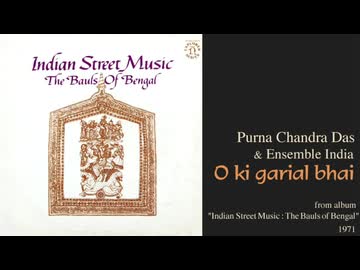 Indian Street Music
The Bauls Of Bengal
Purna Chandra Das
& Ensemble India
O ki garial bhai
from album
"Indian Street Music : The Bauls of Bengal"
1971